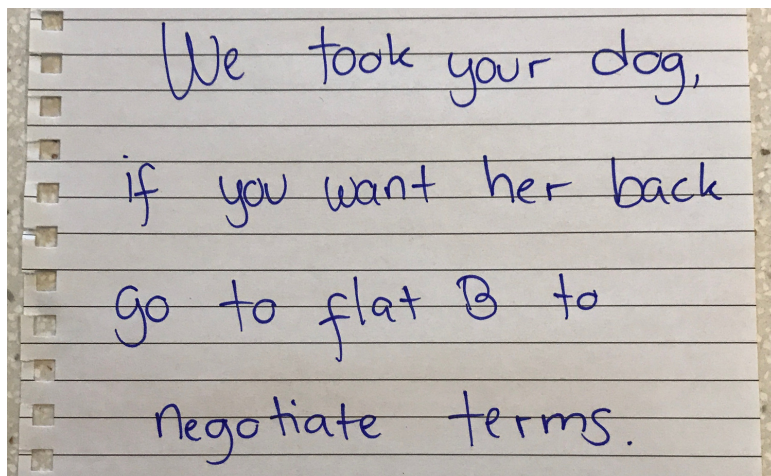 We took your dog,
if you want her back
go to flat B to
negotiate terms.